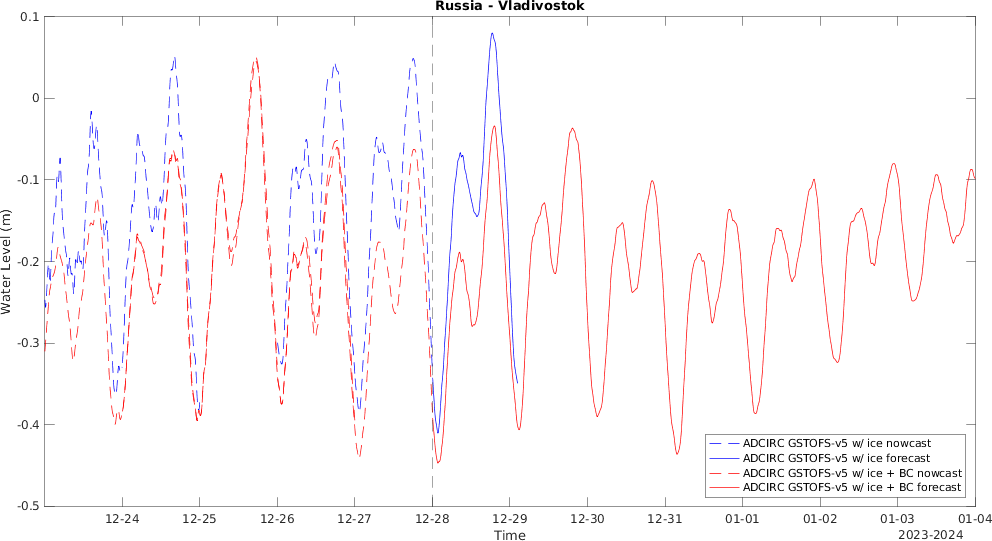 Russia - Vladivostok
Water Level (m)
0.1
0
-0.1
-0.2
-0.3
-0.4
-0.5
12-24
12-25
12-26
12-27
12-28
12-29
12-30
12-31
01-01
01-02
01-03
01-04
Time
2023-2024
ADCIRC GSTOFS-v5 w/ ice nowcast
ADCIRC GSTOFS-v5 w/ ice forecast
ADCIRC GSTOFS-v5 w/ ice + BC nowcast
ADCIRC GSTOFS-v5 w/ ice + BC forecast